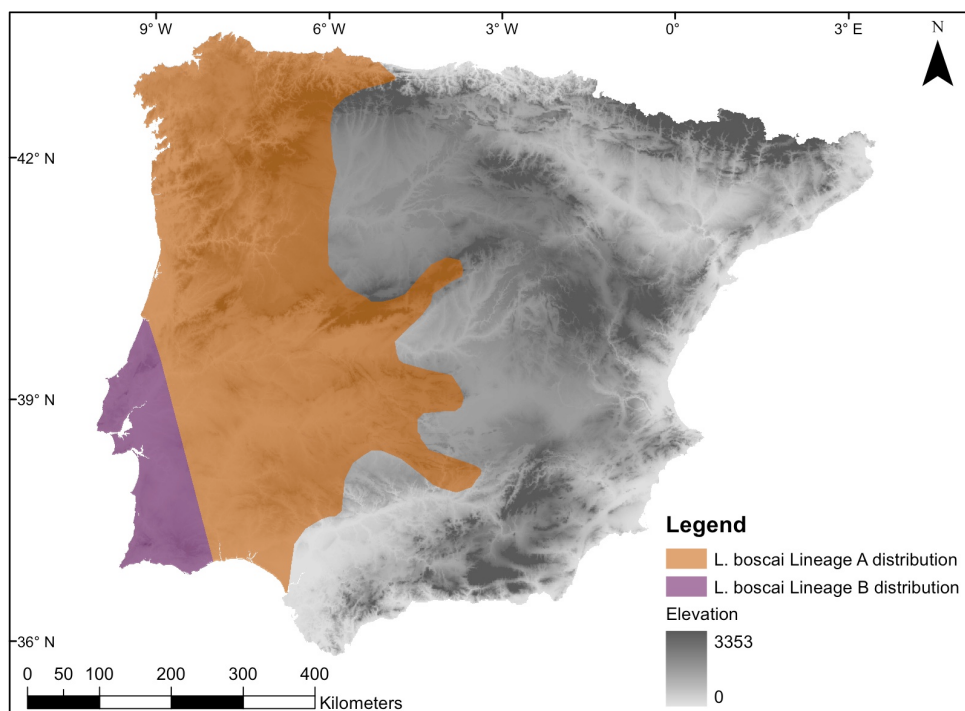 9° W 6° W 3° W 0° 3° E
N
42° N
39° N
36° N
Legend
L. boscai Lineage A distribution
L. boscai Lineage B distribution
Elevation
3353
0
0 50 100 200 300 400
Kilometers